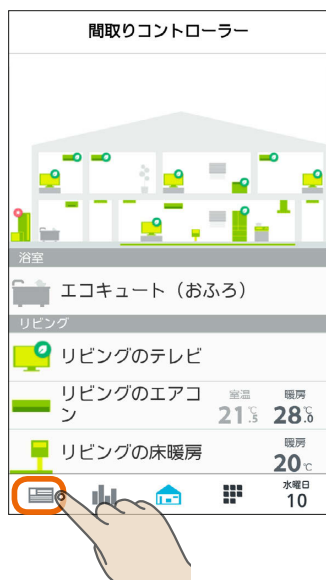 間取りコントローラー
浴室
エコキュート（おふろ）
リビング
リビングのテレビ
リビングのエアコ
ン
室温
21.5℃
暖房
28.0℃
リビングの床暖房
暖房
20℃
水曜日
10